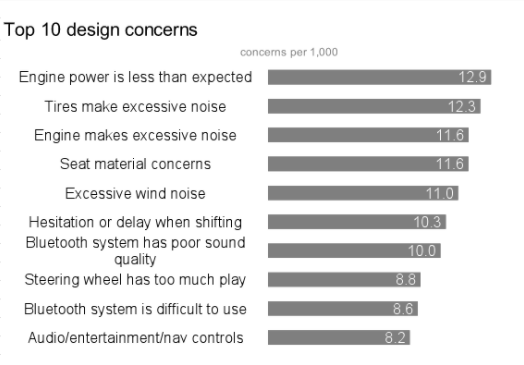 Top 10 design concerns
concerns per 1,000
Engine power is less than expected 12.9
Tires make excessive noise 12.3
Engine makes excessive noise 11.6
Seat material concerns 11.6
Excessive wind noise 11.0
Hesitation or delay when shifting 10.3
Bluetooth system has poor sound
quality 10.0
Steering wheel has too much play 8.8
Bluetooth system is difficult to use 8.6
Audio/entertainment/nav controls 8.2